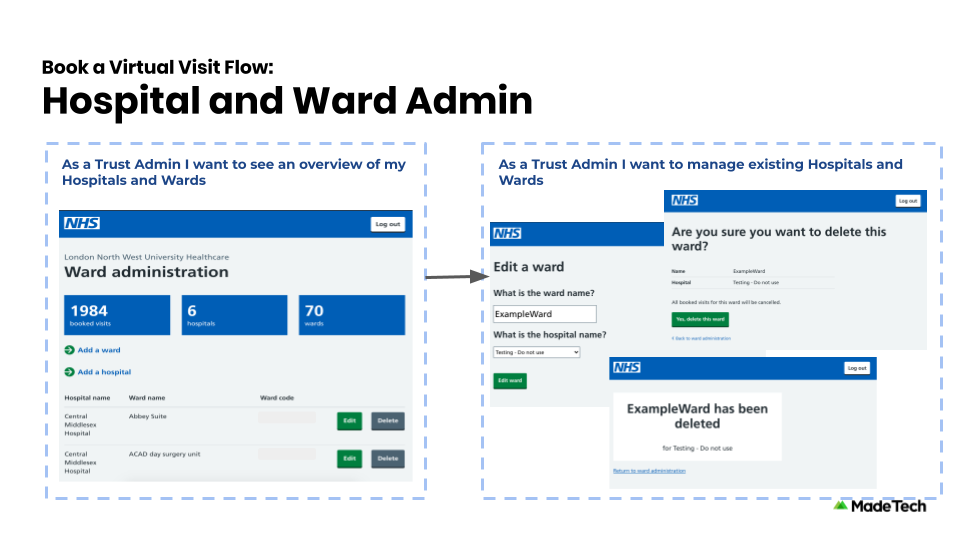 Book a Virtual Visit Flow:
Hospital and Ward Admin
As a Trust Admin I want to see an overview of my
Hospitals and Wards
NHS
Log out
London North West University Healthcare
Ward administration
1984
booked visits
6
hospitals
70
wards
Add a ward
Add a hospital
Hospital name Ward name Ward code
Central
Middlesex
Hospital
Abbey Suite
Edit Delete
Central
Middlesex
Hospital
ACAD day surgery unit
Edit Delete
As a Trust Admin I want to manage existing Hospitals and
Wards
NHS
Edit a ward
What is the ward name?
ExampleWard
What is the hospital name?
Testing - Do not use
Edit ward
NHS
Log out
Are you sure you want to delete this
ward?
Name ExampleWard
Hospital Testing - Do not use
All booked visits for this ward will be cancelled.
Yes, delete this ward
< Back to ward administration
NHS
Log out
ExampleWard has been
deleted
for Testing - Do not use
Return to ward administration
MadeTech